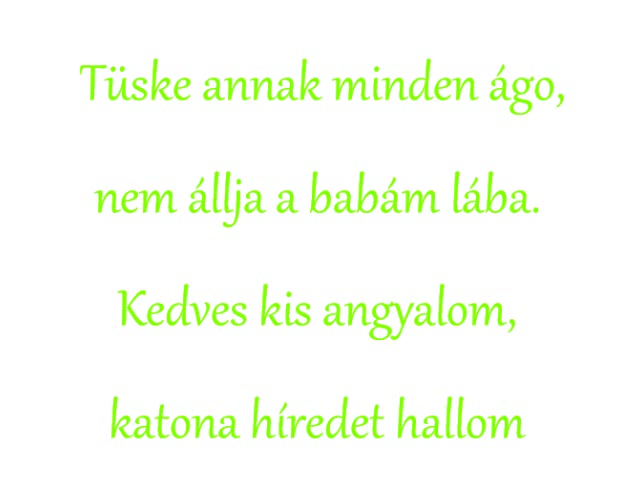 Tüske annak minden ágo,
nem állja a babám lába.
Kedves kis angyalom,
katona híredet hallom